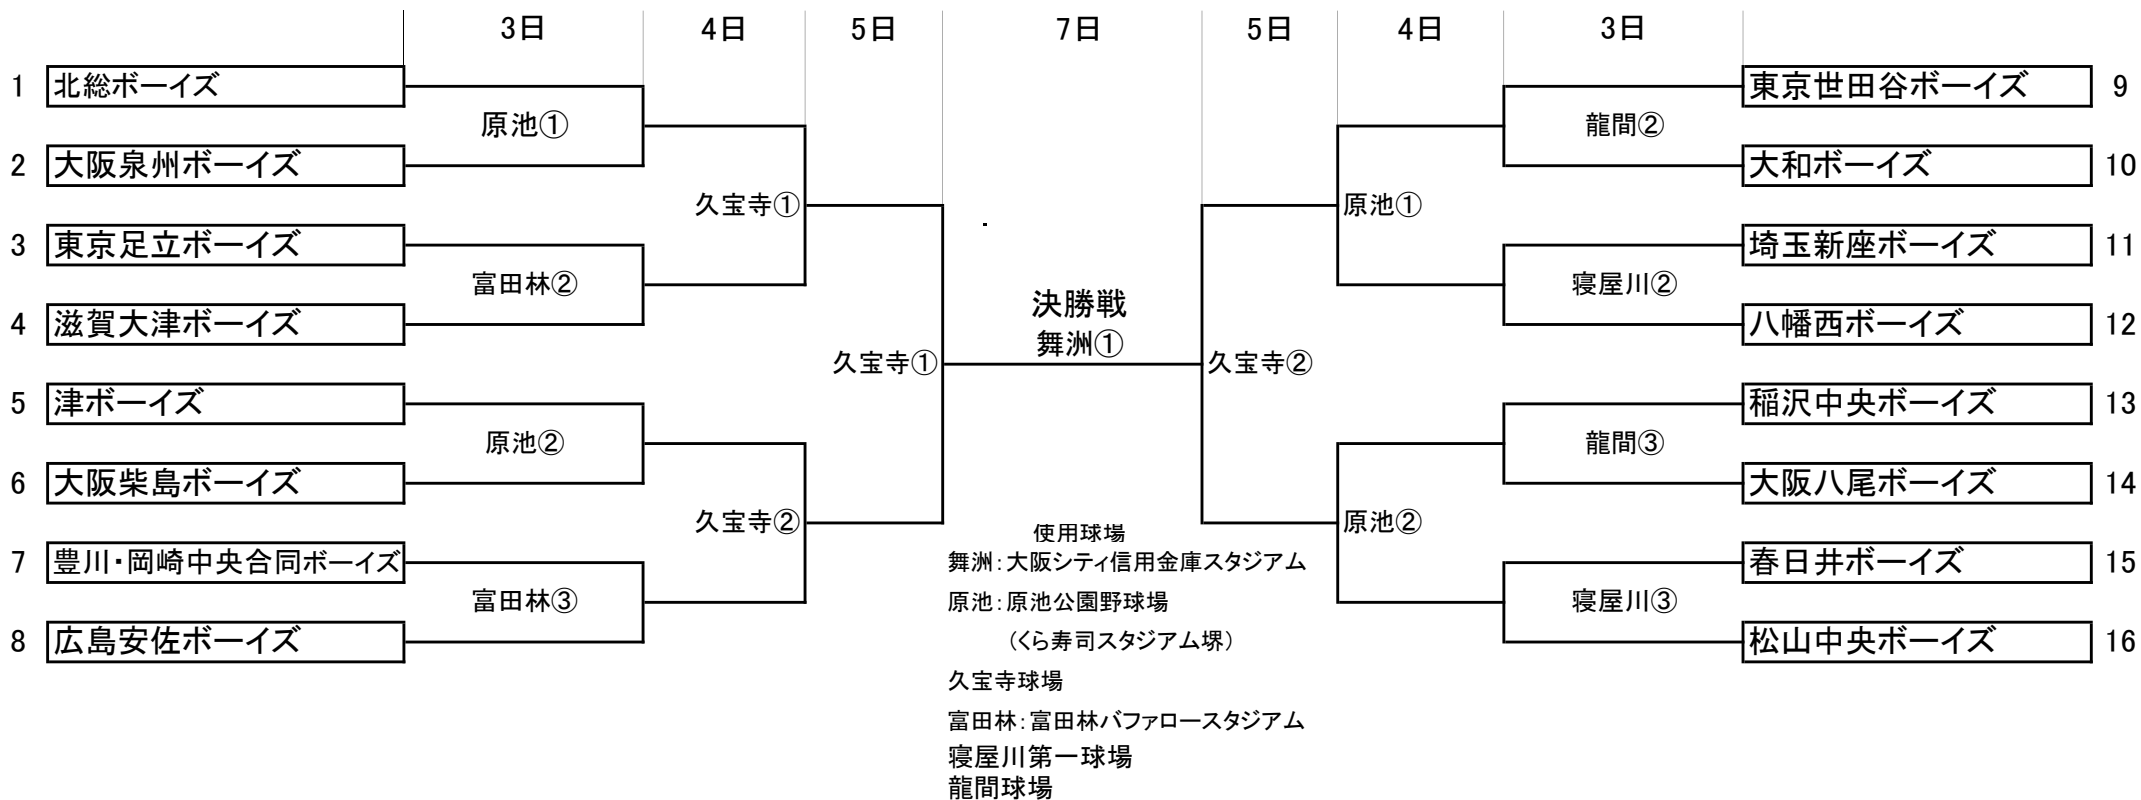 3日 4日 5日 7日 5日 4日 3日
1 北総ボーイズ
原池①
2 大阪泉州ボーイズ
久宝寺①
3 東京足立ボーイズ
富田林②
4 滋賀大津ボーイズ
久宝寺①
5 津ボーイズ
原池②
6 大阪柴島ボーイズ
久宝寺②
7 豊川・岡崎中央合同ボーイズ
富田林③
8 広島安佐ボーイズ
決勝戦
舞洲①
東京世田谷ボーイズ 9
龍間②
大和ボーイズ 10
原池①
埼玉新座ボーイズ 11
寝屋川②
八幡西ボーイズ 12
久宝寺②
稲沢中央ボーイズ 13
龍間③
大阪八尾ボーイズ 14
原池②
春日井ボーイズ 15
寝屋川③
松山中央ボーイズ 16
使用球場
舞洲:大阪シティ信用金庫スタジアム
原池:原池公園野球場
(くら寿司スタジアム堺)
久宝寺球場
富田林:富田林バファロースタジアム
寝屋川第一球場
龍間球場